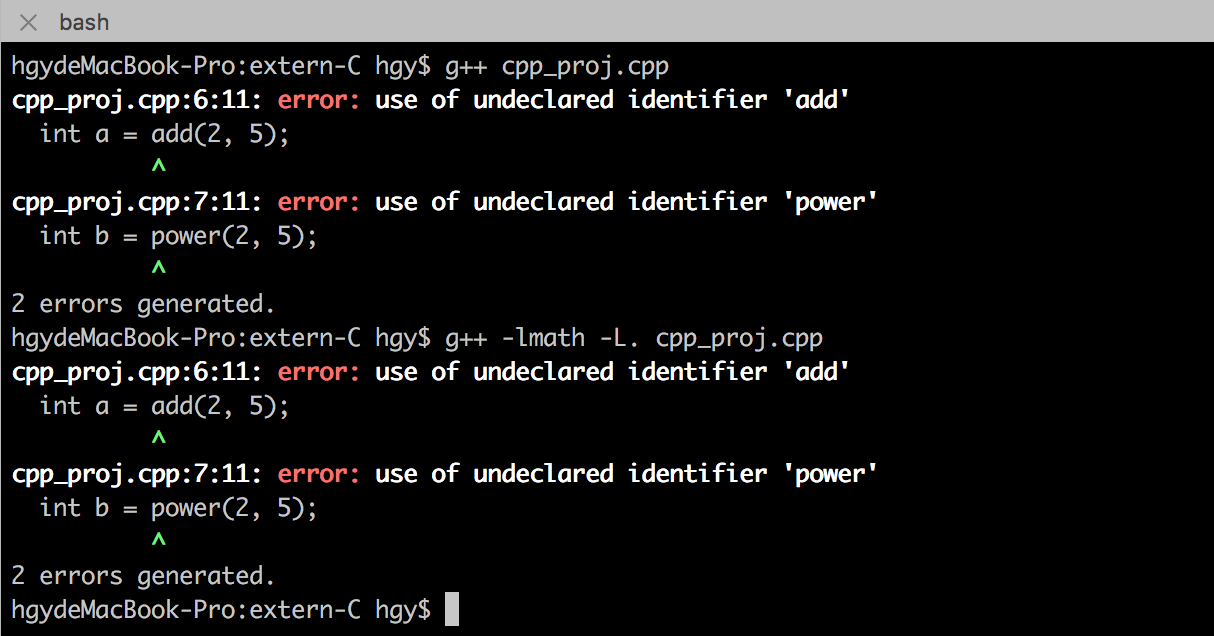 bash
hgydeMacBook-Pro:extern-C hgy$ g++ cpp_proj.cpp
cpp_proj.cpp:6:11: error: use of undeclared identifier 'add'
  int a = add(2, 5);
          ^
cpp_proj.cpp:7:11: error: use of undeclared identifier 'power'
  int b = power(2, 5);
          ^
2 errors generated.
hgydeMacBook-Pro:extern-C hgy$ g++ -lmath -L. cpp_proj.cpp
cpp_proj.cpp:6:11: error: use of undeclared identifier 'add'
  int a = add(2, 5);
          ^
cpp_proj.cpp:7:11: error: use of undeclared identifier 'power'
  int b = power(2, 5);
          ^
2 errors generated.
hgydeMacBook-Pro:extern-C hgy$